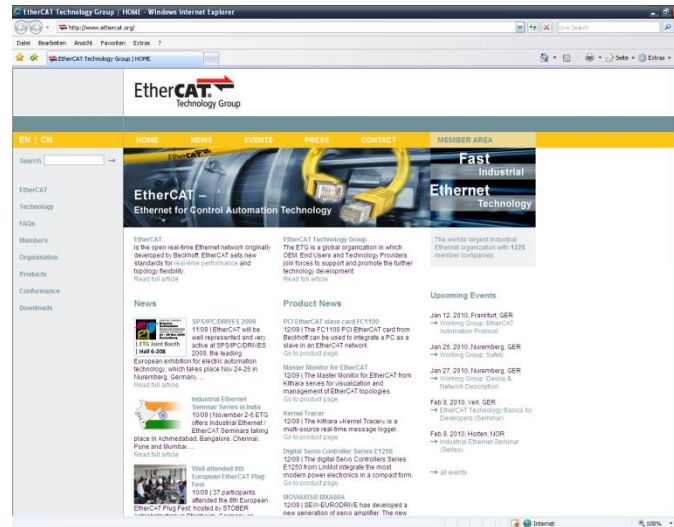 EtherCAT Technology Group | HOME - Windows Internet Explorer
http://www.ethercat.org/
Live Search
Datei Bearbeiten Ansicht Favoriten Extras ?
EtherCAT Technology Group | HOME
Seite
Extras
EtherCAT
Technology Group
EN | CN
HOME NEWS EVENTS PRESS CONTACT MEMBER AREA
Search
EtherCAT
Technology
FAQs
Members
Organisation
Products
Conformance
Downloads
EtherCAT
EtherCAT –
Ethernet for Control Automation Technology
Fast
Industrial
Ethernet
Technology
EtherCAT
is the open real-time Ethernet network originally
developed by Beckhoff. EtherCAT sets new
standards for real-time performance and
topology flexibility.
Read full article
EtherCAT Technology Group
The ETG is a global organization in which
OEM, End Users and Technology Providers
join forces to support and promote the further
technology development.
Read full article
The worlds largest Industrial
Ethernet organization with 1225
member companies.
News
ETG Joint Booth
Hall 6-208
SPS/IPC/DRIVES 2009
11/09 | EtherCAT will be
well represented and very
active at SPS/IPC/DRIVES
2009, the leading
European exhibition for electric automation
technology, which takes place Nov 24-26 in
Nuremberg, Germany. ...
Read full article
Industrial Ethernet
Seminar Series in India
10/09 | November 2-6 ETG
offers Industrial Ethernet /
EtherCAT Seminars taking
place in Achmedabad, Bangalore, Chennai,
Pune and Mumbai. ...
Read full article
Well attended 8th
European EtherCAT Plug
Fest
10/09 | 37 participants
attended the 8th European
EtherCAT Plug Fest, hosted by STÖBER
Product News
PCI EtherCAT slave card FC1100
12/09 | The FC1100 PCI EtherCAT card from
Beckhoff can be used to integrate a PC as a
slave in an EtherCAT network.
Go to product page
Master Monitor for EtherCAT
12/09 | The Master Monitor for EtherCAT from
Kithara serves for visualization and
management of EtherCAT topologies.
Go to product page
Kernel Tracer
12/09 | The Kithara »Kernel Tracer« is a
multi-source real-time message logger.
Go to product page
Digital Servo Controller Series E1250
12/09 | The digital Servo Controllers Series
E1250 from LinMot integrate the most
modern power electronics in a compact form.
Go to product page
MOVIAXIS® MXA80A
12/09 | SEW-EURODRIVE has developed a
new generation of servo amplifier. The new
Upcoming Events
Jan 12, 2010, Frankfurt, GER
→ Working Group: EtherCAT
Automation Protocol
Jan 26, 2010, Nuremberg, GER
→ Working Group: Safety
Jan 27, 2010, Nuremberg, GER
→ Working Group: Device &
Network Description
Feb 9, 2010, Verl, GER
→ EtherCAT Technology Basics for
Developers (Seminar)
Feb 9, 2010, Horten, NOR
→ Industrial Ethernet Seminar
(Series)
→ all events
Internet
100%